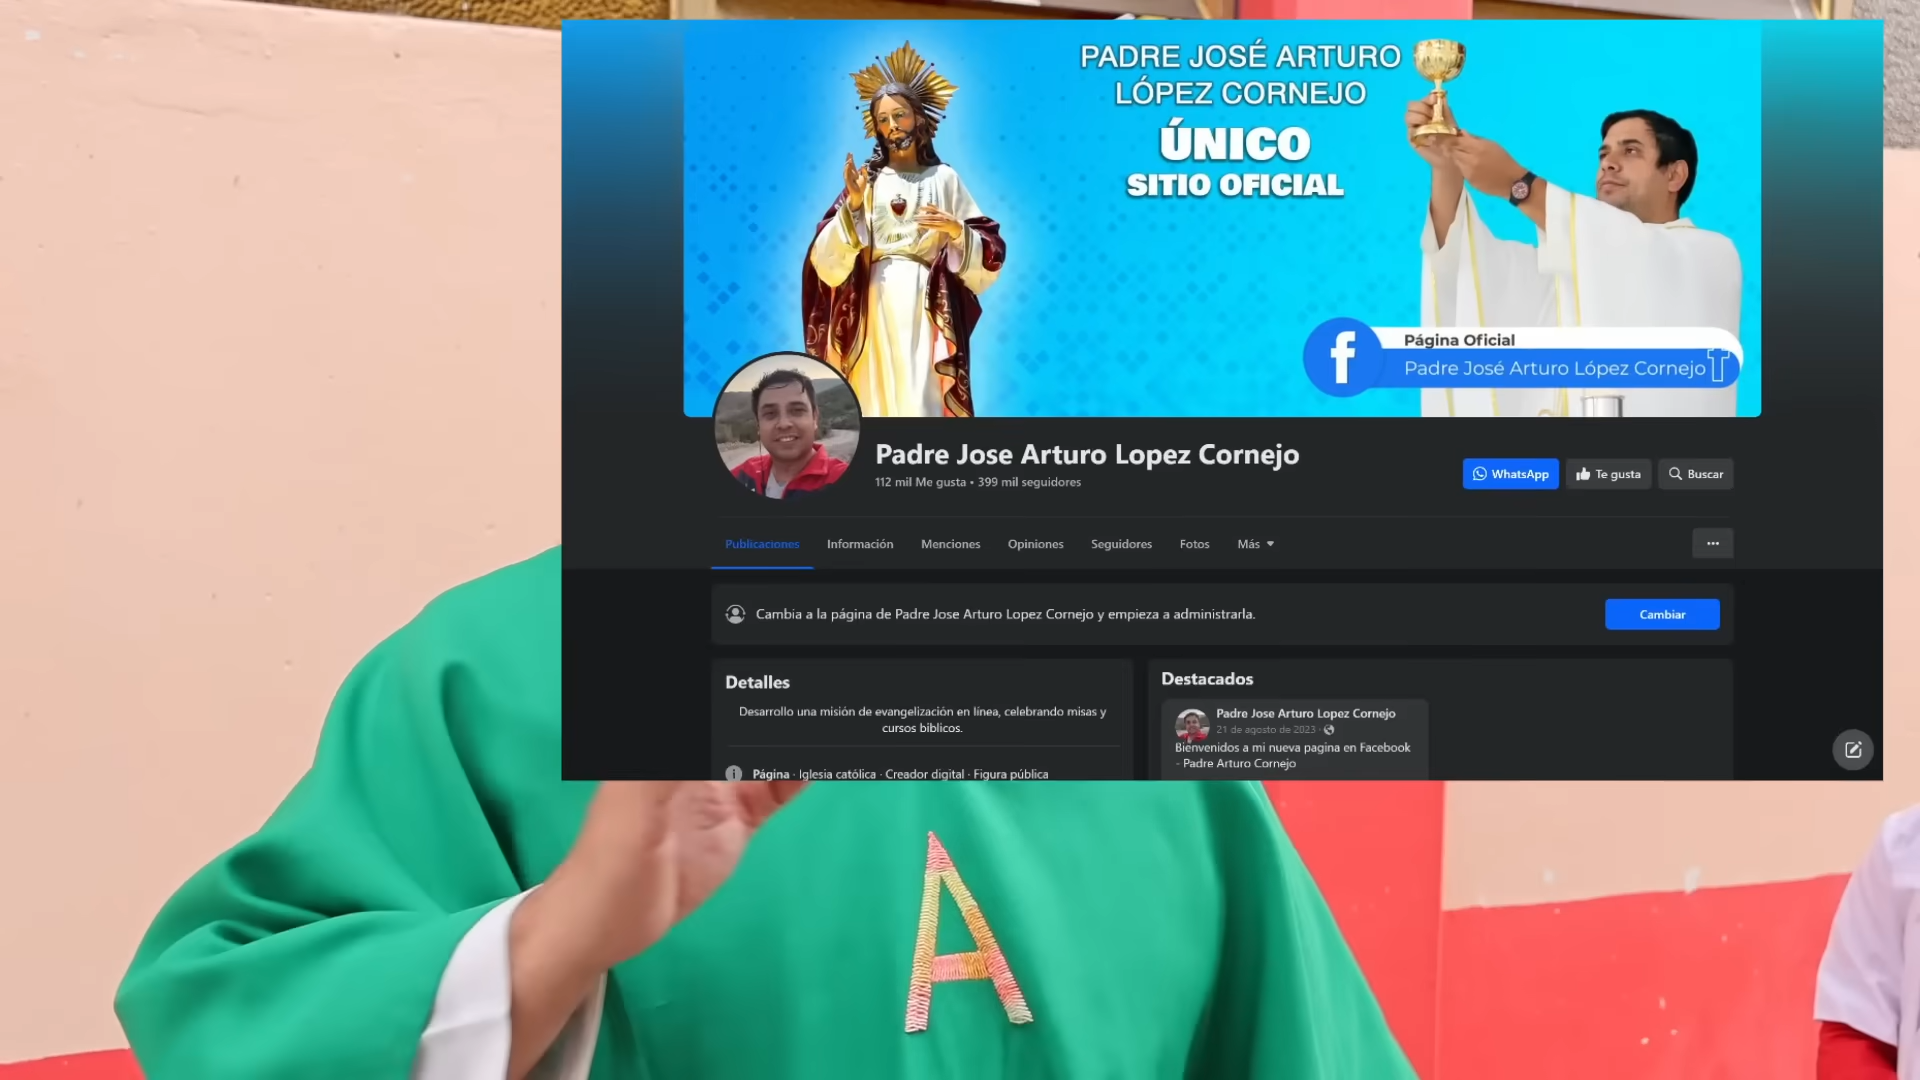 PADRE JOSÉ ARTURO
LÓPEZ CORNEJO
ÚNICO
SITIO OFICIAL
f
Página Oficial
Padre José Arturo López Cornejo
Padre Jose Arturo Lopez Cornejo
112 mil Me gusta • 399 mil seguidores
WhatsApp
Te gusta
Buscar
Publicaciones
Información
Menciones
Opiniones
Seguidores
Fotos
Más
Cambia a la página de Padre Jose Arturo Lopez Cornejo y empieza a administrarla.
Cambiar
Detalles
Desarrollo una misión de evangelización en línea, celebrando misas y
cursos bíblicos.
Página · Iglesia católica · Creador digital · Figura pública
Destacados
Padre Jose Arturo Lopez Cornejo
21 de agosto de 2023 ·
Bienvenidos a mi nueva pagina en Facebook
- Padre Arturo Cornejo
A